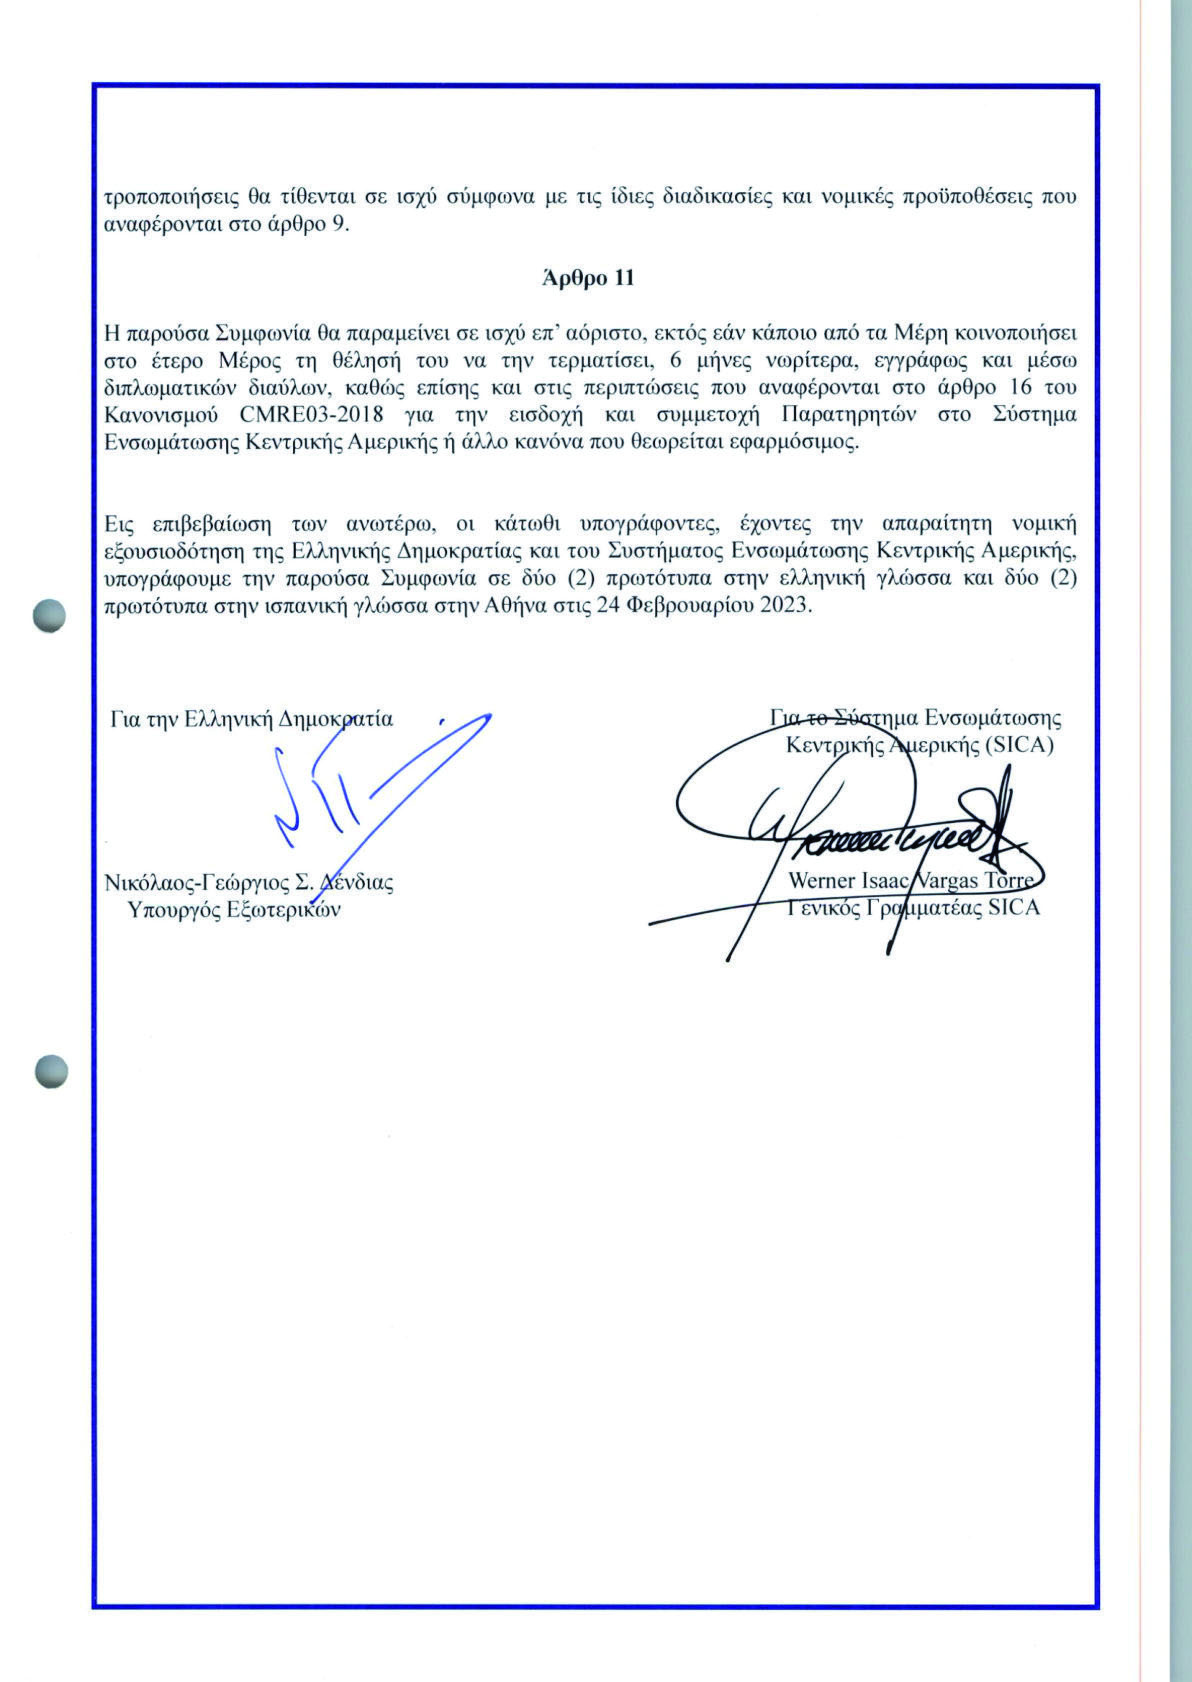 τροποποιήσεις θα τίθενται σε ισχύ σύμφωνα με τις ίδιες διαδικασίες και νομικές προϋποθέσεις που
αναφέρονται στο άρθρο 9.
Άρθρο 11
Η παρούσα Συμφωνία θα παραμείνει σε ισχύ επ’ αόριστο, εκτός εάν κάποιο από τα Μέρη κοινοποιήσει
στο έτερο Μέρος τη θέλησή του να την τερματίσει, 6 μήνες νωρίτερα, εγγράφως και μέσω
διπλωματικών διαύλων, καθώς επίσης και στις περιπτώσεις που αναφέρονται στο άρθρο 16 του
Κανονισμού CMRE03-2018 για την εισδοχή και συμμετοχή Παρατηρητών στο Σύστημα
Ενσωμάτωσης Κεντρικής Αμερικής ή άλλο κανόνα που θεωρείται εφαρμόσιμος.
Εις επιβεβαίωση των ανωτέρω, οι κάτωθι υπογράφοντες, έχοντες την απαραίτητη νομική
εξουσιοδότηση της Ελληνικής Δημοκρατίας και του Συστήματος Ενσωμάτωσης Κεντρικής Αμερικής,
υπογράφουμε την παρούσα Συμφωνία σε δύο (2) πρωτότυπα στην ελληνική γλώσσα και δύο (2)
πρωτότυπα στην ισπανική γλώσσα στην Αθήνα στις 24 Φεβρουαρίου 2023.
Για την Ελληνική Δημοκρατία
Νικόλαος-Γεώργιος Σ. Δένδιας
Υπουργός Εξωτερικών
Για το Σύστημα Ενσωμάτωσης
Κεντρικής Αμερικής (SICA)
Werner Isaac Vargas Torre
Γενικός Γραμματέας SICA